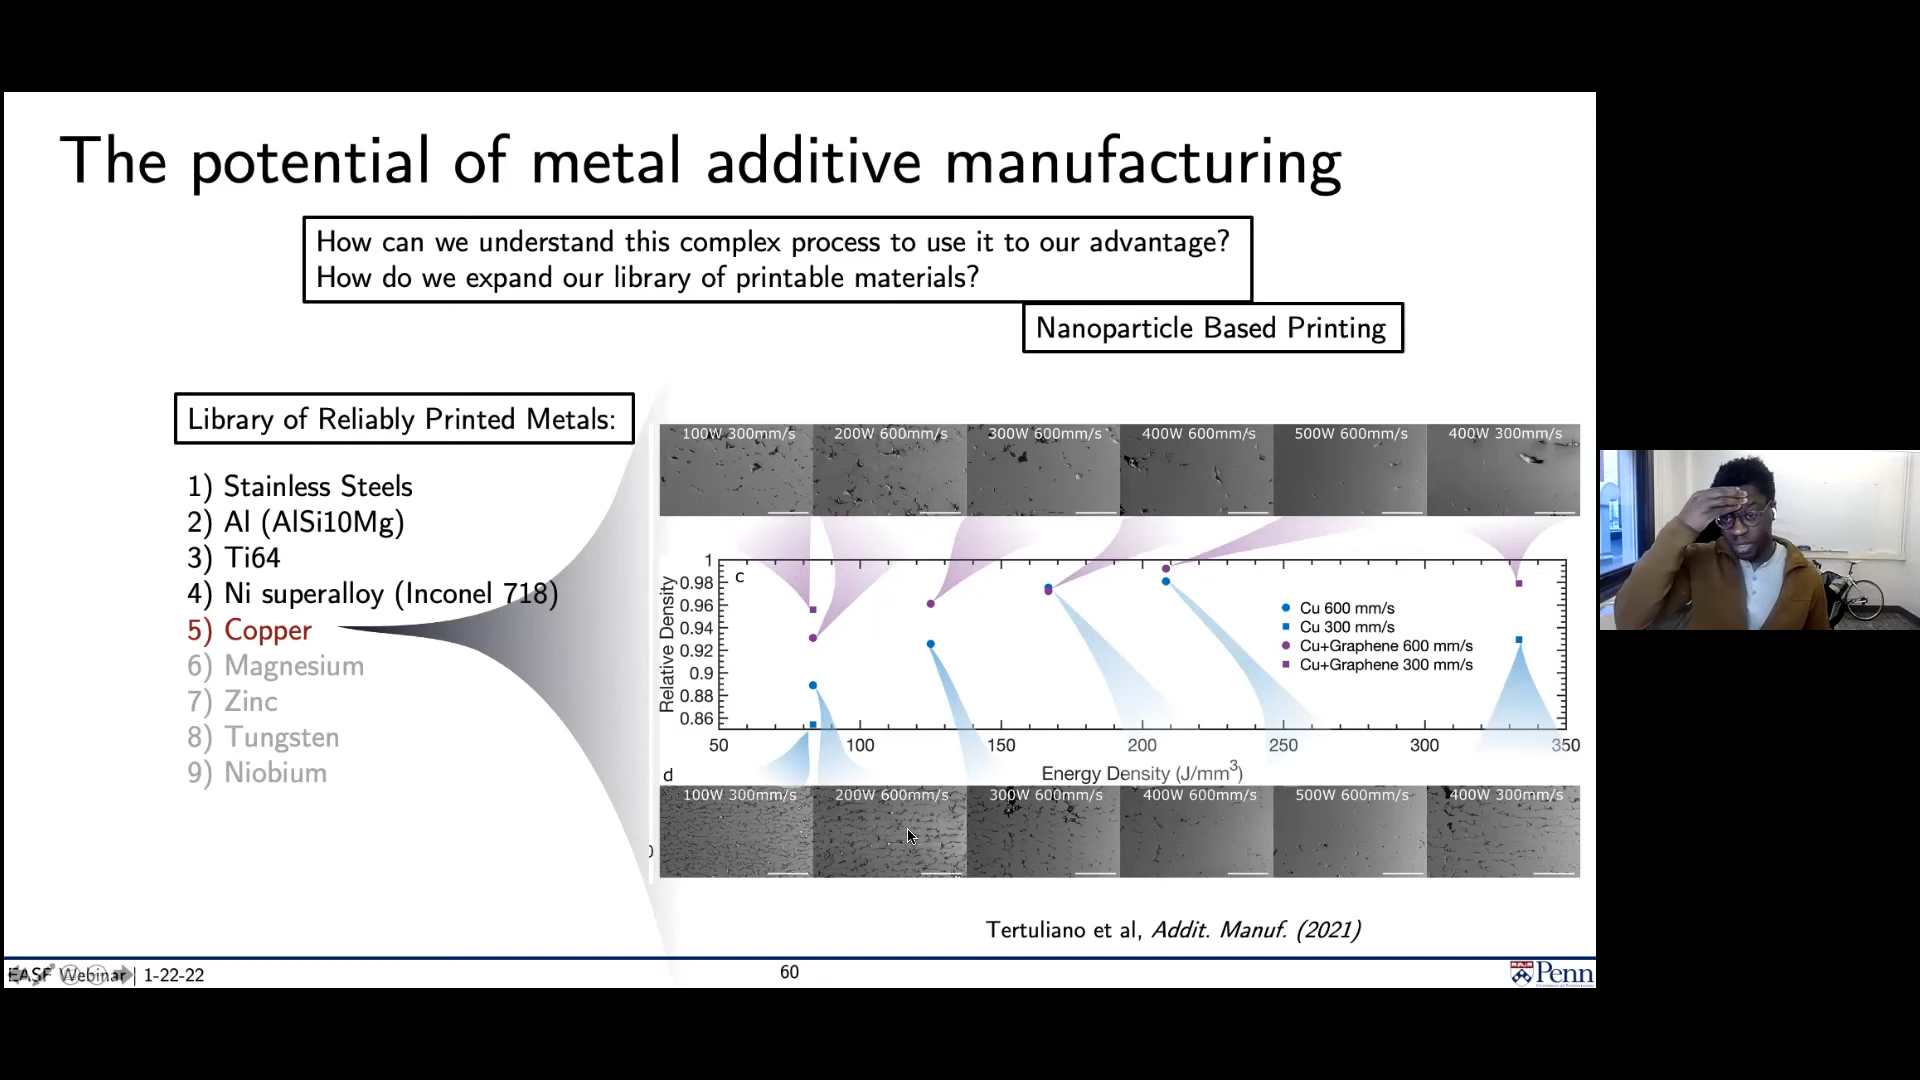 The potential of metal additive manufacturing
How can we understand this complex process to use it to our advantage?
How do we expand our library of printable materials?
Nanoparticle Based Printing
Library of Reliably Printed Metals:
1) Stainless Steels
2) Al (AlSi10Mg)
3) Ti64
4) Ni superalloy (Inconel 718)
5) Copper
6) Magnesium
7) Zinc
8) Tungsten
9) Niobium
100W 300mm/s 200W 600mm/s 300W 600mm/s 400W 600mm/s 500W 600mm/s 400W 300mm/s
c
Relative Density
1
0.98
0.96
0.94
0.92
0.9
0.88
0.86
Cu 600 mm/s
Cu 300 mm/s
Cu+Graphene 600 mm/s
Cu+Graphene 300 mm/s
50 100 150 200 250 300 350
Energy Density (J/mm³)
d
100W 300mm/s 200W 600mm/s 300W 600mm/s 400W 600mm/s 500W 600mm/s 400W 300mm/s
Tertuliano et al, Addit. Manuf. (2021)
EASF Webinar | 1-22-22
60
Penn